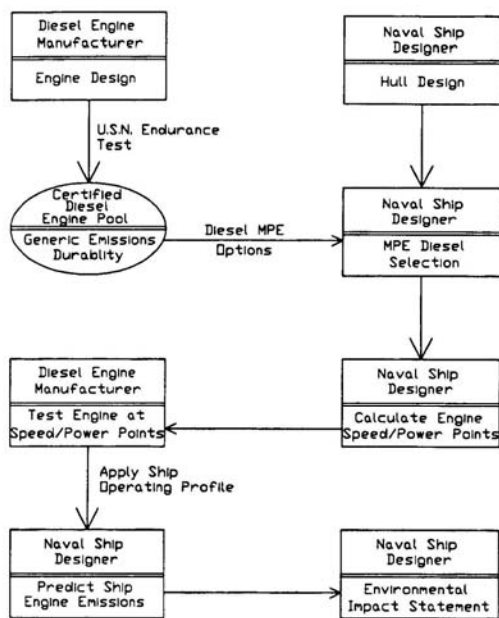 Diesel Engine
Manufacturer
Engine Design
Naval Ship
Designer
Hull Design
U.S.N. Endurance
Test
Certified
Diesel
Engine Pool
Generic Emissions
Durablity
Diesel MPE
Options
Naval Ship
Designer
MPE Diesel
Selection
Diesel Engine
Manufacturer
Test Engine at
Speed/Power Points
Naval Ship
Designer
Calculate Engine
Speed/Power Points
Apply Ship
Operating Profile
Naval Ship
Designer
Predict Ship
Engine Emissions
Naval Ship
Designer
Environmental
Impact Statement